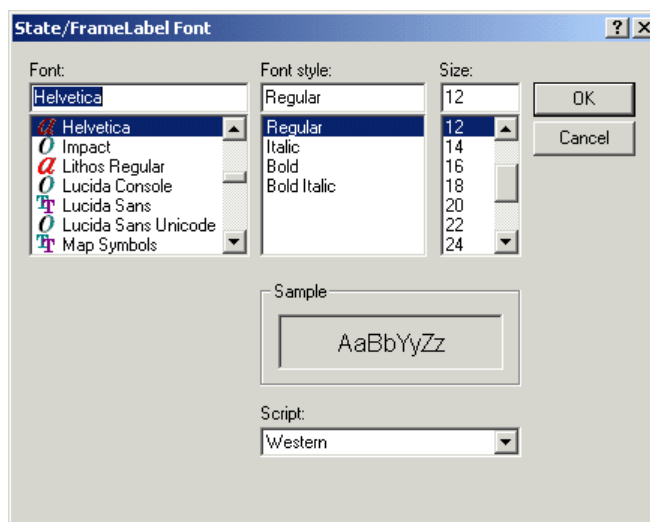 State/FrameLabel Font
Font:
Helvetica
Helvetica
Impact
Lithos Regular
Lucida Console
Lucida Sans
Lucida Sans Unicode
Map Symbols
Font style:
Regular
Regular
Italic
Bold
Bold Italic
Size:
12
12
14
16
18
20
22
24
OK
Cancel
Sample
AaBbYyZz
Script:
Western